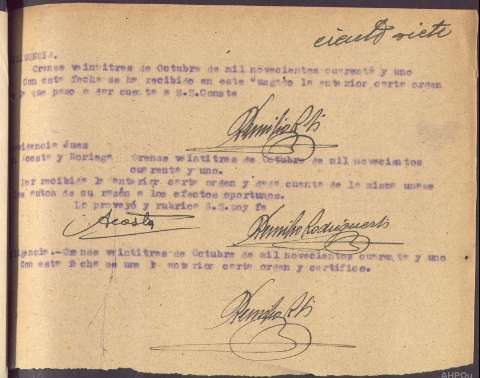 ciento siete
Orense veintitres de Octubre de mil novecientos cuarenta y uno
Con esta fecha se ha recibido en este la anterior carta orden
que paso a dar cuenta a S.S. Conste
Juez
Acosta y Noriega Orense veintitres de Octubre de mil novecientos
cuarenta y uno.
Por recibida la anterior carta orden y dese cuenta de la misma unase
de su razón a los efectos oportunos.
Lo proveyó y rubrica S.S. Doy fe
Acosta
.-Orense veintitres de Octubre de mil novecientos cuarenta y uno
Con esta fecha se une la anterior carta orden y certifico.
AHPOu